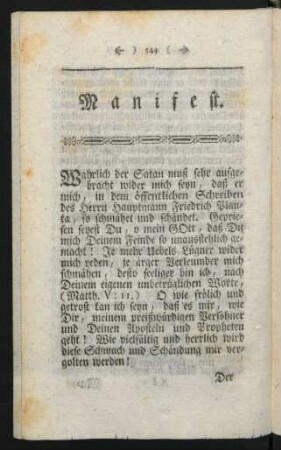 ) 544 (
Manifest.
Wahrlich der Satan muß sehr aufge-
bracht wider mich seyn, daß er
mich, in dem öffentlichen Schreiben
des Herrn Hauptmann Friedrich Planta
ta, so schmähet und schändet. Geprie-
sen seyest Du, o mein GOtt, daß Du
mich Deinem Feinde so unausstehlich ge-
macht! Je mehr Uebels Lügner wider
mich reden, je ärger Verleumder mich
schmähen, desto seeliger bin ich, nach
Deinem eigenen untrüglichen Worte,
(Matth. V: 11.) O wie frölich und
getrost kan ich seyn, daß es mir, wie
Dir, meinem preißwürdigen Versöhner
und Deinen Aposteln und Propheten
geht! Wie vielfältig und herrlich wird
diese Schmach und Schändung mir ver-
golten werden!
Der